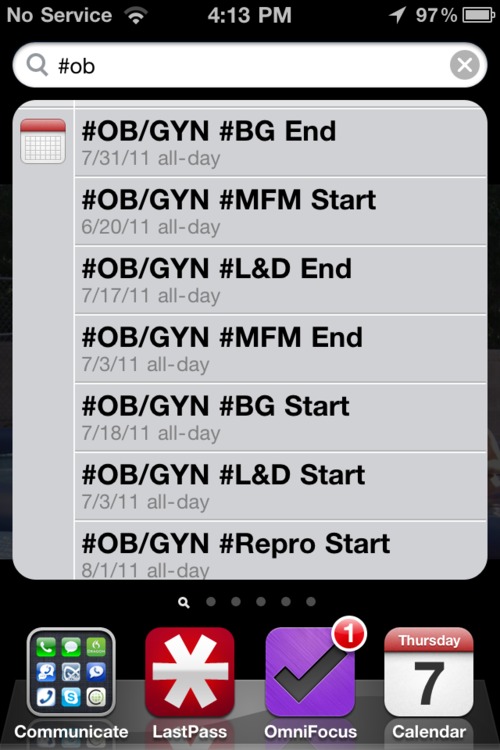 No Service 4:13 PM 97%
#ob
#OB/GYN #BG End
7/31/11 all-day
#OB/GYN #MFM Start
6/20/11 all-day
#OB/GYN #L&D End
7/17/11 all-day
#OB/GYN #MFM End
7/3/11 all-day
#OB/GYN #BG Start
7/18/11 all-day
#OB/GYN #L&D Start
7/3/11 all-day
#OB/GYN #Repro Start
8/1/11 all-day
1
Thursday
7
Communicate LastPass OmniFocus Calendar